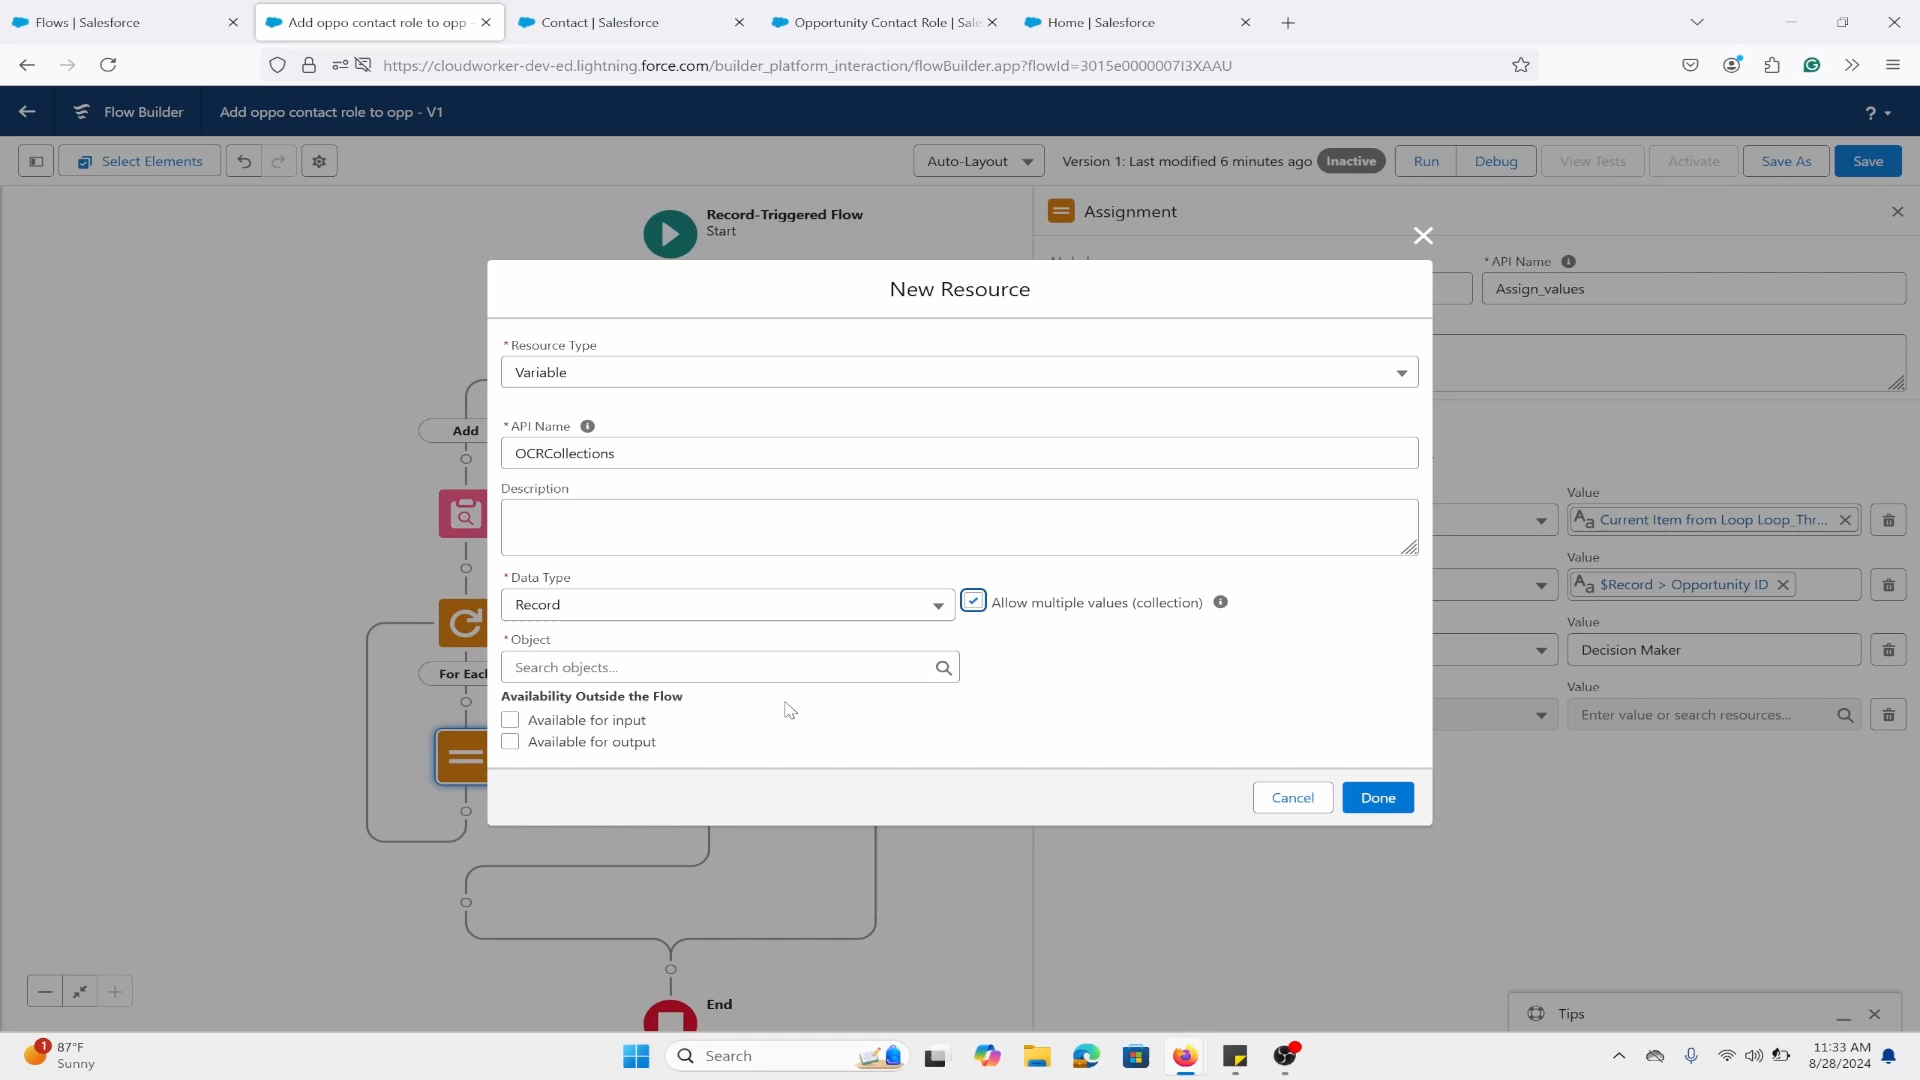 Flows | Salesforce
Add oppo contact role to opp -
Contact | Salesforce
Opportunity Contact Role | Sale
Home | Salesforce
https://cloudworker-dev-ed.lightning.force.com/builder_platform_interaction/flowBuilder.app?flowId=3015e0000007I3XAAU
Flow Builder
Add oppo contact role to opp - V1
?
Select Elements
Auto-Layout
Version 1: Last modified 6 minutes ago
Inactive
Run
Debug
View Tests
Activate
Save As
Save
Record-Triggered Flow
Start
Assignment
* API Name
Assign_values
New Resource
* Resource Type
Variable
* API Name
OCRCollections
Description
* Data Type
Record
Allow multiple values (collection)
* Object
Search objects...
Availability Outside the Flow
Available for input
Available for output
Cancel
Done
Add
For Each
Value
Current Item from Loop Loop_Thr...
Value
$Record > Opportunity ID
Value
Decision Maker
Value
Enter value or search resources...
End
Tips
1
87°F
Sunny
Search
11:33 AM
8/28/2024